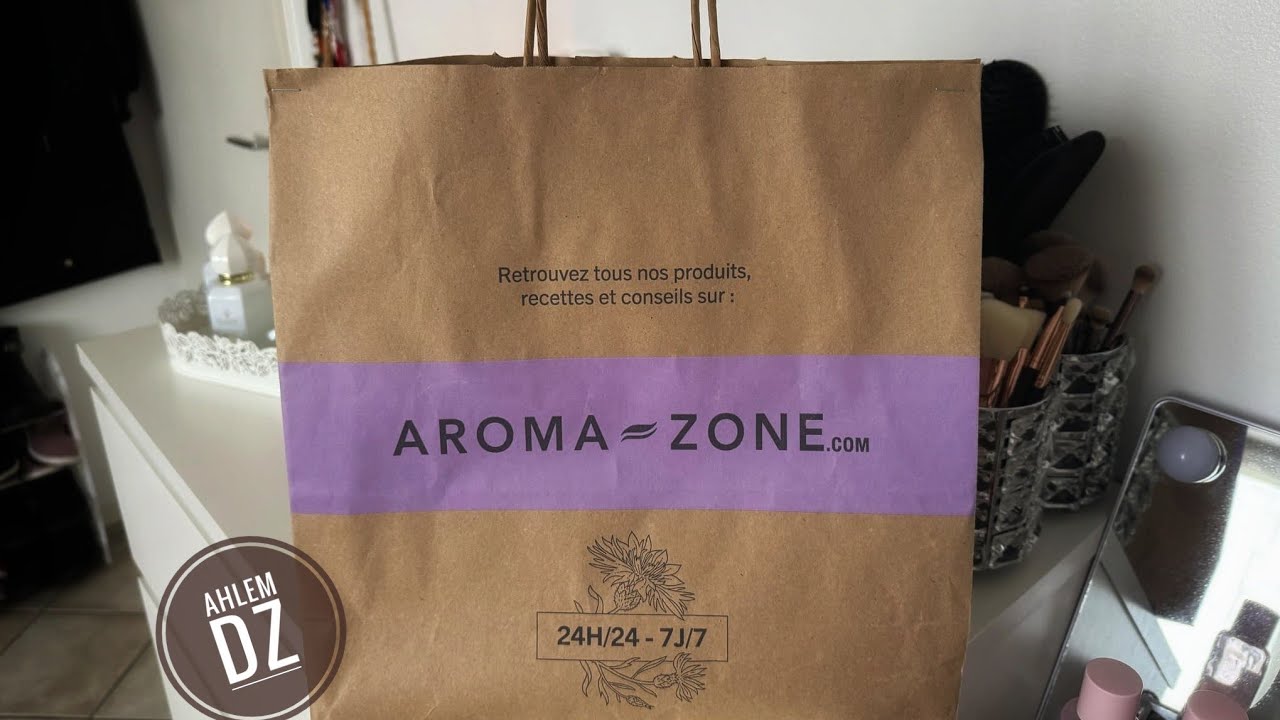 Retrouvez tous nos produits,
recettes et conseils sur :
AROMA-ZONE.COM
24H/24 - 7J/7
AHLEM
DZ